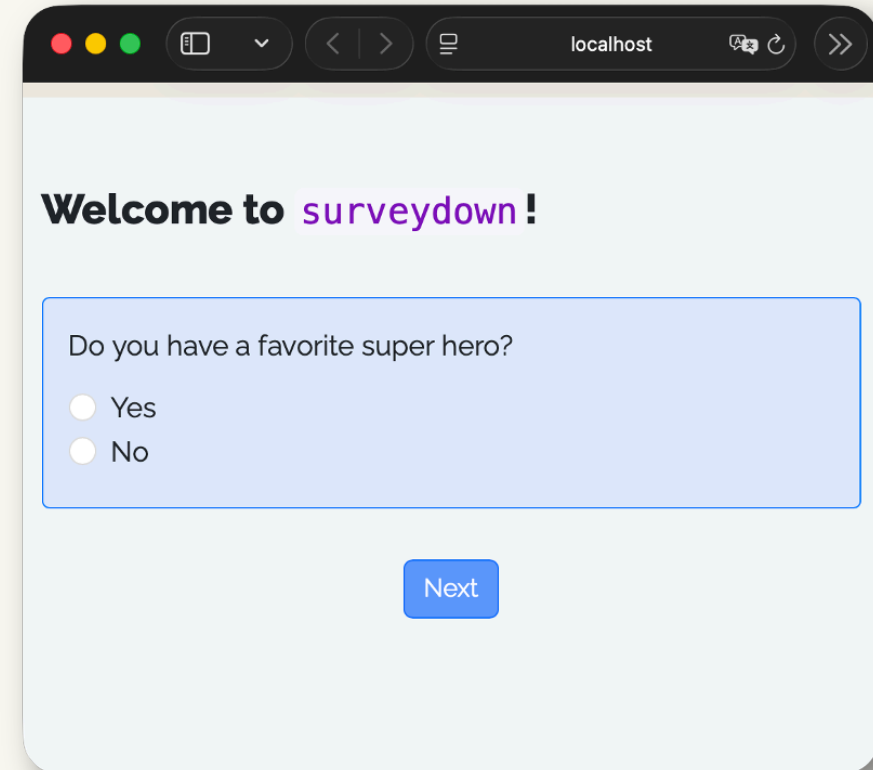 localhost
Welcome to surveydown!
Do you have a favorite super hero?
Yes
No
Next